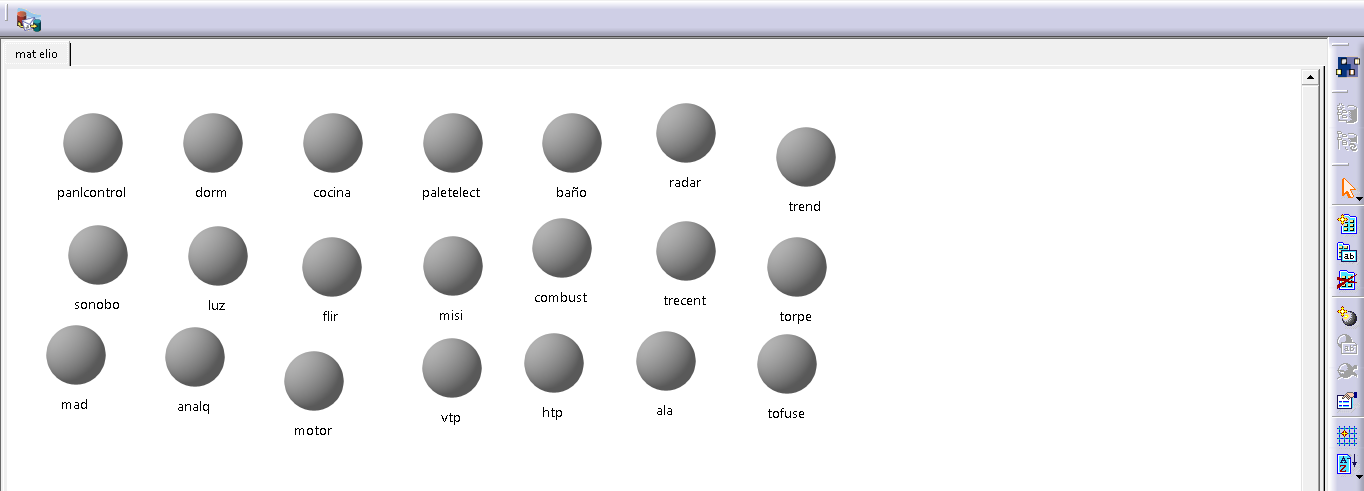 mat elio
panlcontrol dorm cocina paletelect baño radar trend
sonobo luz flir misi combust trecent torpe
mad analq motor vtp htp ala tofuse